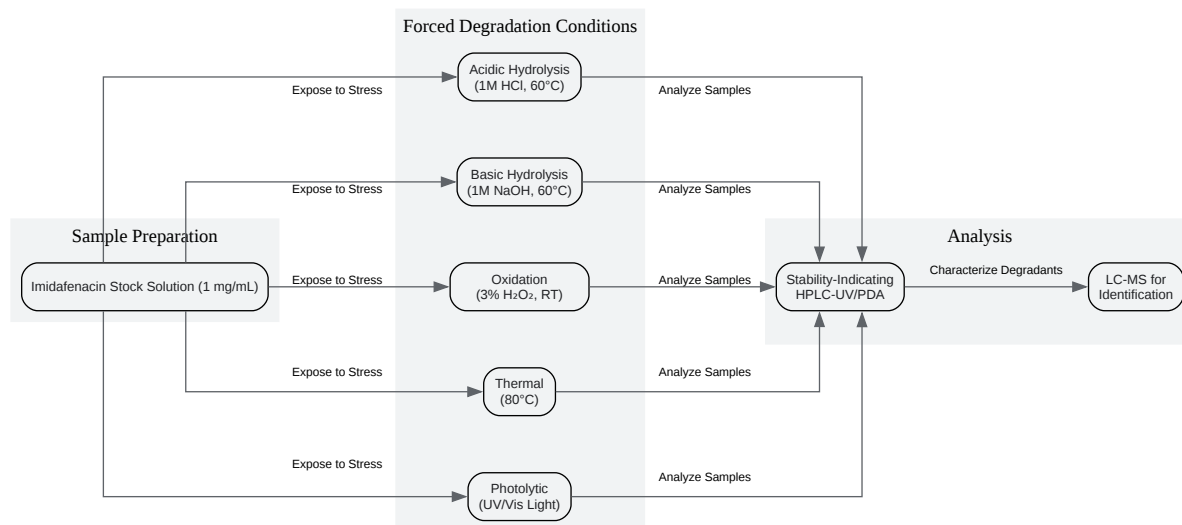 Forced Degradation Conditions
Acidic Hydrolysis
(1M HCl, 60°C)
Expose to Stress
Analyze Samples
Basic Hydrolysis
(1M NaOH, 60°C)
Expose to Stress
Analyze Samples
Sample Preparation
Analysis
Imidafenacin Stock Solution (1 mg/mL)
Expose to Stress
Oxidation
(3% H₂O₂, RT)
Analyze Samples
Stability-Indicating
HPLC-UV/PDA
Characterize Degradants
LC-MS for
Identification
Expose to Stress
Thermal
(80°C)
Analyze Samples
Expose to Stress
Photolytic
(UV/Vis Light)
Analyze Samples